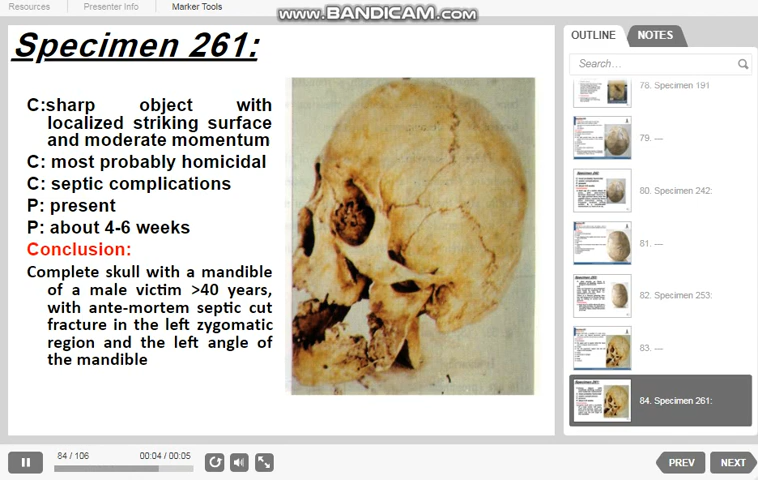 Resources Presenter Info Marker Tools
www.BANDICAM.com
Specimen 261:
C:sharp object with
localized striking surface
and moderate momentum
C: most probably homicidal
C: septic complications
P: present
P: about 4-6 weeks
Conclusion:
Complete skull with a mandible
of a male victim >40 years,
with ante-mortem septic cut
fracture in the left zygomatic
region and the left angle of
the mandible
OUTLINE NOTES
Search...
78. Specimen 191
79. —
80. Specimen 242:
81. —
82. Specimen 253:
83. —
84. Specimen 261:
84 / 106 00:04 / 00:05
PREV NEXT